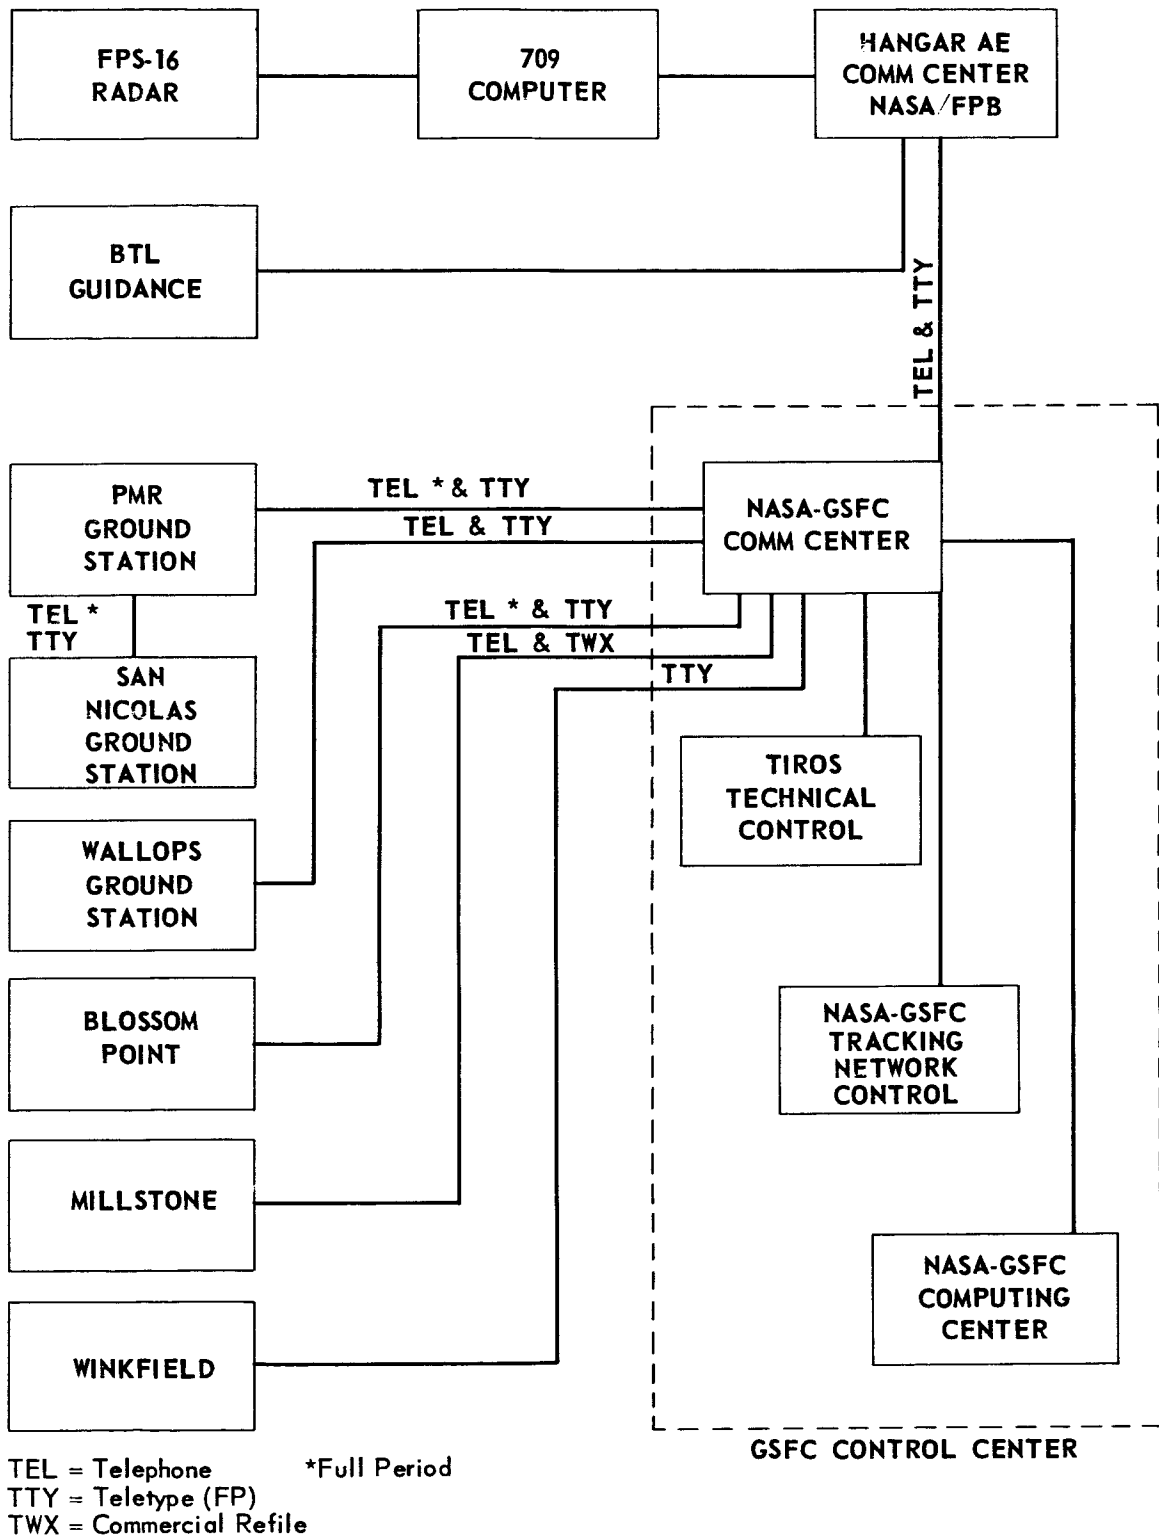 FPS-16
RADAR
709
COMPUTER
HANGAR AE
COMM CENTER
NASA/FPB
BTL
GUIDANCE
TEL & TTY
PMR
GROUND
STATION
TEL * & TTY
TEL & TTY
NASA-GSFC
COMM CENTER
TEL *
TTY
TEL * & TTY
TEL & TWX
TTY
SAN
NICOLAS
GROUND
STATION
TIROS
TECHNICAL
CONTROL
WALLOPS
GROUND
STATION
BLOSSOM
POINT
NASA-GSFC
TRACKING
NETWORK
CONTROL
MILLSTONE
NASA-GSFC
COMPUTING
CENTER
WINKFIELD
GSFC CONTROL CENTER
TEL = Telephone *Full Period
TTY = Teletype (FP)
TWX = Commercial Refile